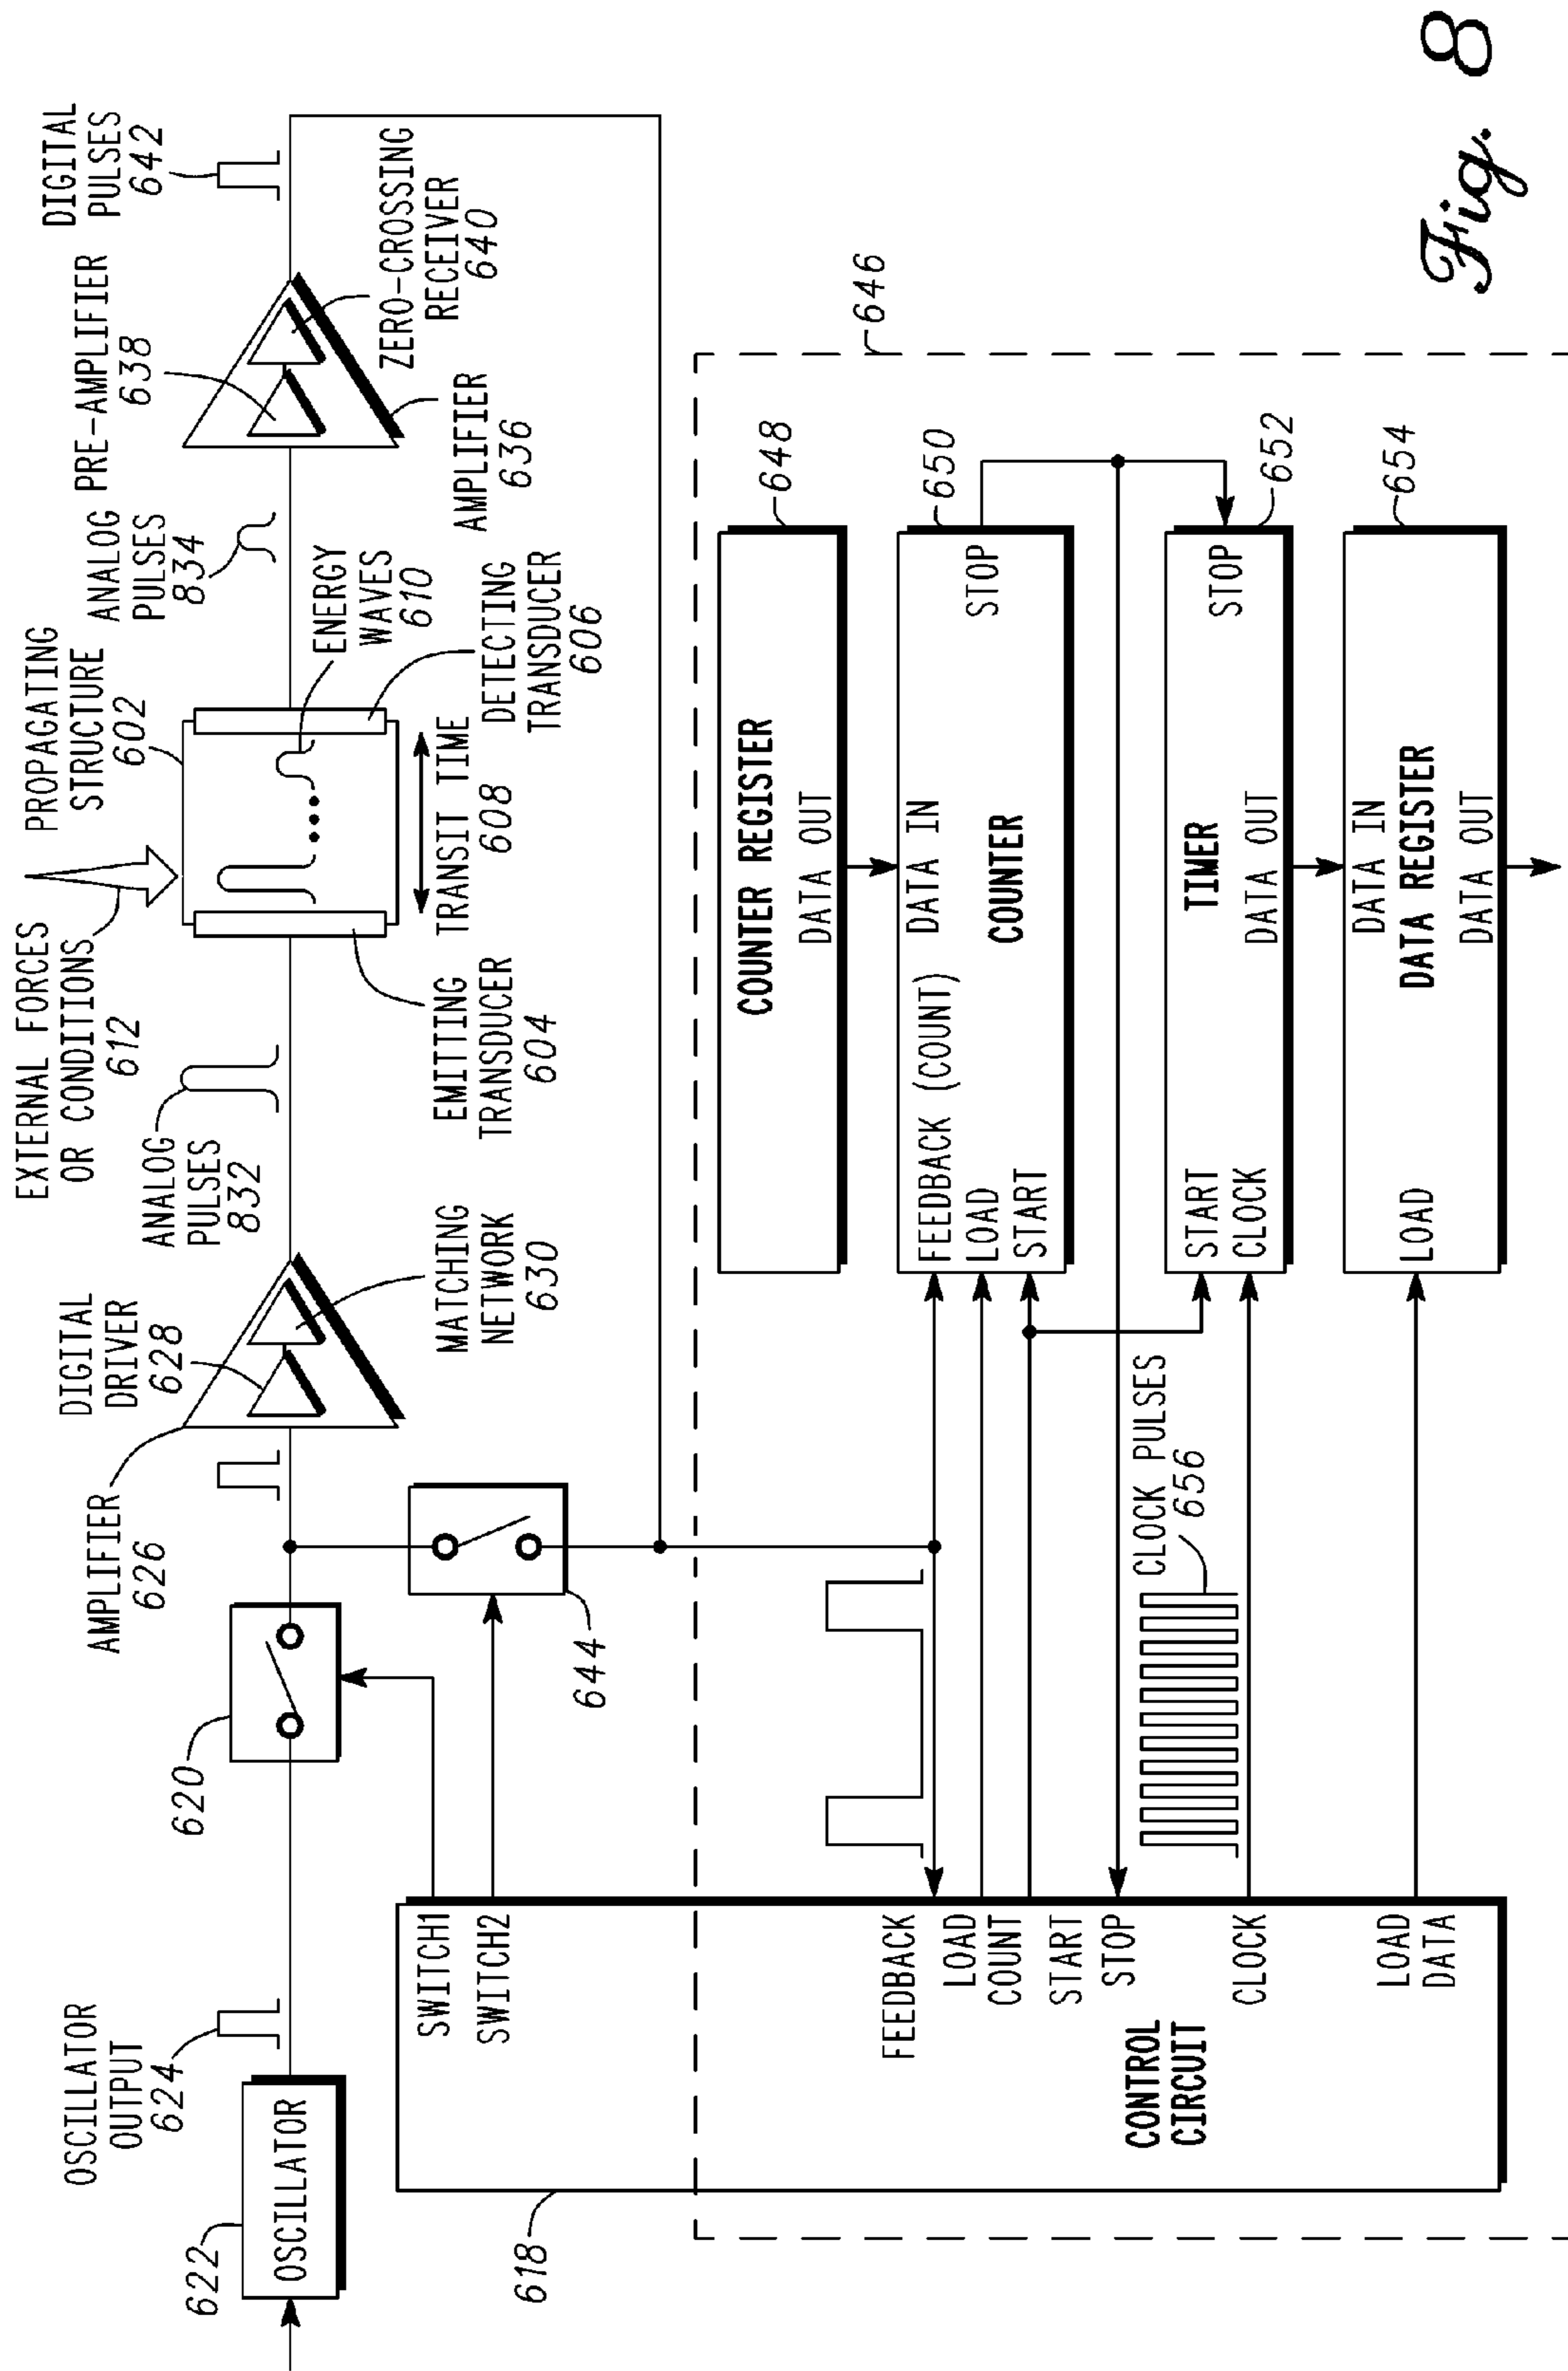 OSCILLATOR
OUTPUT
624
622
OSCILLATOR
620
AMPLIFIER
626
DIGITAL
DRIVER
628
MATCHING
NETWORK
630
644
ANALOG
PULSES
832
EXTERNAL FORCES
OR CONDITIONS
612
PROPAGATING
STRUCTURE
602
EMITTING
TRANSDUCER
604
TRANSIT TIME
608
ENERGY
WAVES
610
DETECTING
TRANSDUCER
606
ANALOG
PULSES
834
PRE-AMPLIFIER
638
AMPLIFIER
636
ZERO-CROSSING
RECEIVER
640
DIGITAL
PULSES
642
618
SWITCH1
SWITCH2
FEEDBACK
LOAD
COUNT
START
STOP
CLOCK
LOAD
DATA
CONTROL
CIRCUIT
CLOCK PULSES
656
646
COUNTER REGISTER
DATA OUT
648
FEEDBACK (COUNT)
DATA IN
LOAD
START
COUNTER
STOP
650
START
CLOCK
TIMER
DATA OUT
STOP
652
LOAD
DATA IN
DATA REGISTER
DATA OUT
654
Fig. 8